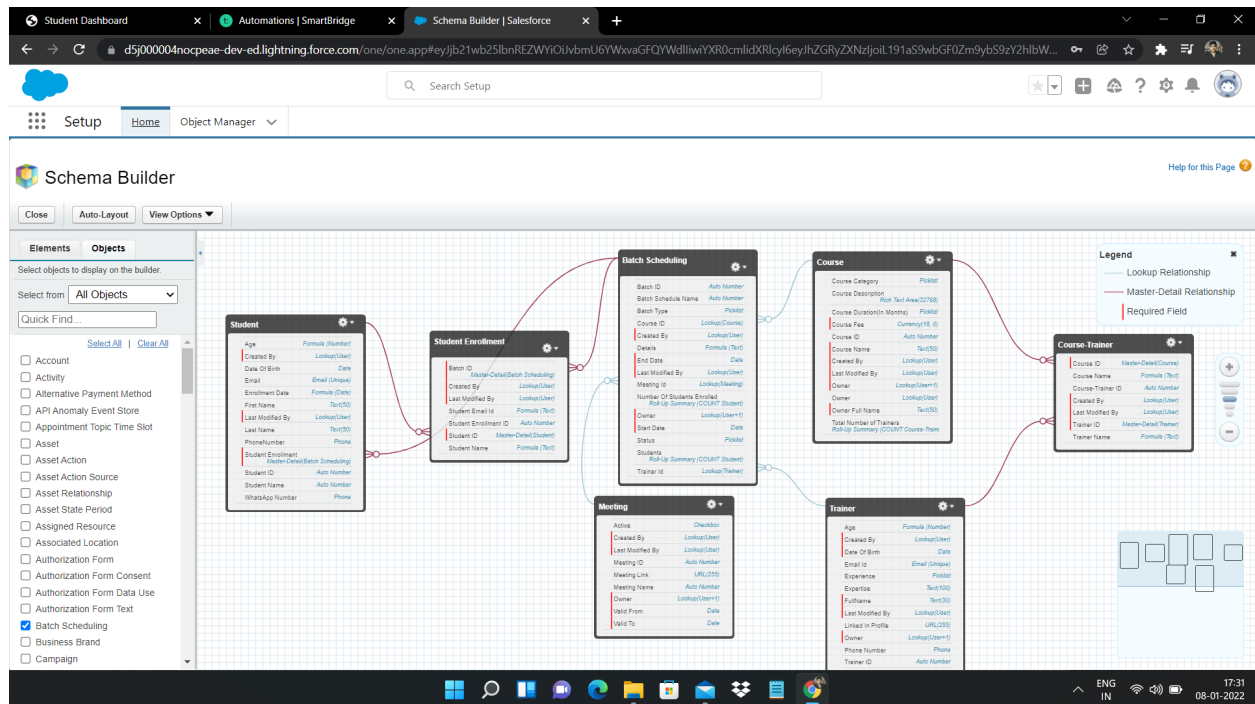 Student Dashboard
Automations | SmartBridge
Schema Builder | Salesforce
d5j000004nocpeae-dev-ed.lightning.force.com/one/one.app#eyJjb21wb25lbnREZWYiOiJvbmU6YWxvaGFQYWdlIiwiYXR0cmlidXRlcyI6eyJhZGRyZXNzIjoiL191aS9wbGF0Zm9ybS9zY2hlbW...
Search Setup
Setup
Home
Object Manager
Help for this Page
Schema Builder
Close
Auto-Layout
View Options
Elements
Objects
Select objects to display on the builder.
Select from All Objects
Quick Find...
Select All | Clear All
Account
Activity
Alternative Payment Method
API Anomaly Event Store
Appointment Topic Time Slot
Asset
Asset Action
Asset Action Source
Asset Relationship
Asset State Period
Assigned Resource
Associated Location
Authorization Form
Authorization Form Consent
Authorization Form Data Use
Authorization Form Text
Batch Scheduling
Business Brand
Campaign
Student
Age Formula (Number)
Created By Lookup(User)
Date Of Birth Date
Email Email (Unique)
Enrollment Date Formula (Date)
First Name Text(50)
Last Modified By Lookup(User)
Last Name Text(50)
PhoneNumber Phone
Student Enrollment
Master-Detail(Batch Scheduling)
Student ID Auto Number
Student Name Auto Number
WhatsApp Number Phone
Student Enrollment
Batch ID
Master-Detail(Batch Scheduling)
Created By Lookup(User)
Last Modified By Lookup(User)
Student Email Id Formula (Text)
Student Enrollment ID Auto Number
Student ID Master-Detail(Student)
Student Name Formula (Text)
Batch Scheduling
Batch ID Auto Number
Batch Schedule Name Auto Number
Batch Type Picklist
Course ID Lookup(Course)
Created By Lookup(User)
Details Formula (Text)
End Date Date
Last Modified By Lookup(User)
Meeting Id Lookup(Meeting)
Number Of Students Enrolled
Roll-Up Summary (COUNT Student)
Owner Lookup(User+1)
Start Date Date
Status Picklist
Students
Roll-Up Summary (COUNT Student)
Trainer Id Lookup(Trainer)
Meeting
Active Checkbox
Created By Lookup(User)
Last Modified By Lookup(User)
Meeting ID Auto Number
Meeting Link URL(255)
Meeting Name Auto Number
Owner Lookup(User+1)
Valid From Date
Valid To Date
Course
Course Category Picklist
Course Description
Rich Text Area(32768)
Course Duration(In Months) Picklist
Course Fee Currency(16, 0)
Course ID Auto Number
Course Name Text(50)
Created By Lookup(User)
Last Modified By Lookup(User)
Owner Lookup(User+1)
Owner Lookup(User)
Owner Full Name Text(50)
Total Number of Trainers
Roll-Up Summary (COUNT Course-Traine
Trainer
Age Formula (Number)
Created By Lookup(User)
Date Of Birth Date
Email Id Email (Unique)
Experience Picklist
Expertise Text(100)
FullName Text(30)
Last Modified By Lookup(User)
Linked In Profile URL(255)
Owner Lookup(User+1)
Phone Number Phone
Trainer ID Auto Number
Legend
Lookup Relationship
Master-Detail Relationship
Required Field
Course-Trainer
Course ID Master-Detail(Course)
Course Name Formula (Text)
Course-Trainer ID Auto Number
Created By Lookup(User)
Last Modified By Lookup(User)
Trainer ID Master-Detail(Trainer)
Trainer Name Formula (Text)
ENG
IN
17:31
08-01-2022